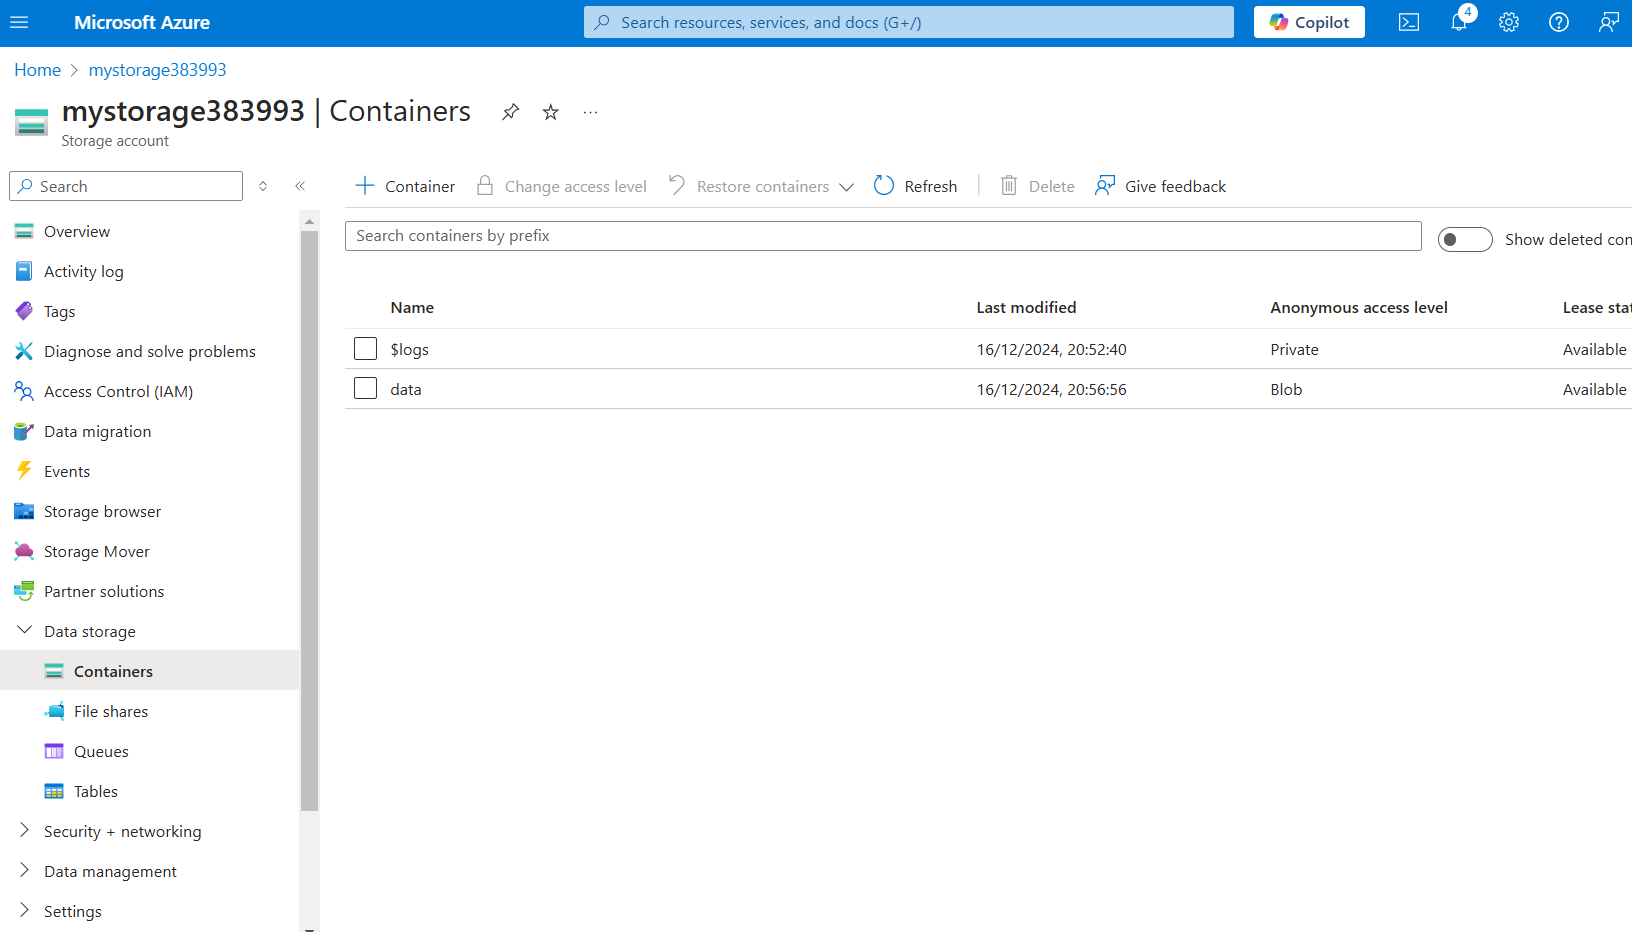 Microsoft Azure
Search resources, services, and docs (G+/)
Copilot
4
Home > mystorage383993
mystorage383993 | Containers
Storage account
Search
Container
Change access level
Restore containers
Refresh
Delete
Give feedback
Overview
Activity log
Tags
Diagnose and solve problems
Access Control (IAM)
Data migration
Events
Storage browser
Storage Mover
Partner solutions
Data storage
Containers
File shares
Queues
Tables
Security + networking
Data management
Settings
Search containers by prefix
Show deleted con
Name Last modified Anonymous access level Lease stat
$logs 16/12/2024, 20:52:40 Private Available
data 16/12/2024, 20:56:56 Blob Available